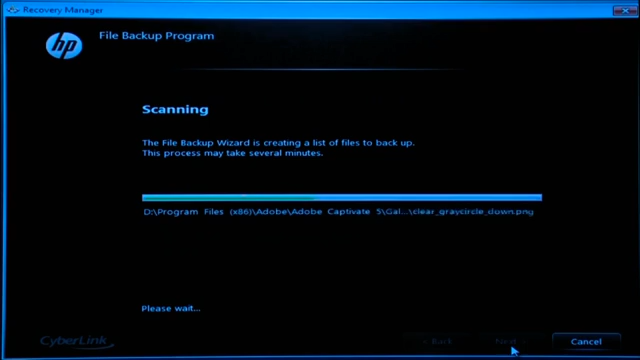 Recovery Manager
hp
File Backup Program
Scanning
The File Backup Wizard is creating a list of files to back up.
This process may take several minutes.
D:\Program Files (x86)\Adobe\Adobe Captivate 5\Gal...\clear_graycircle_down.png
Please wait...
CyberLink
< Back
Next >
Cancel